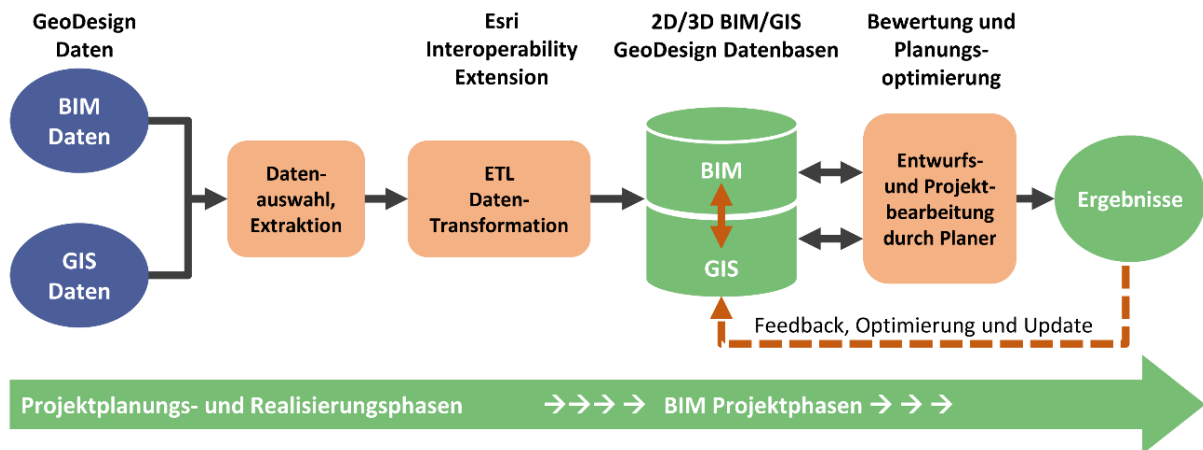 GeoDesign
Daten
Esri
Interoperability
Extension
2D/3D BIM/GIS
GeoDesign Datenbasen
Bewertung und
Planungs-
optimierung
BIM
Daten
GIS
Daten
Daten-
auswahl,
Extraktion
ETL
Daten-
Transformation
BIM
GIS
Entwurfs-
und Projekt-
bearbeitung
durch Planer
Ergebnisse
Feedback, Optimierung und Update
Projektplanungs- und Realisierungsphasen →→→→ BIM Projektphasen → → →